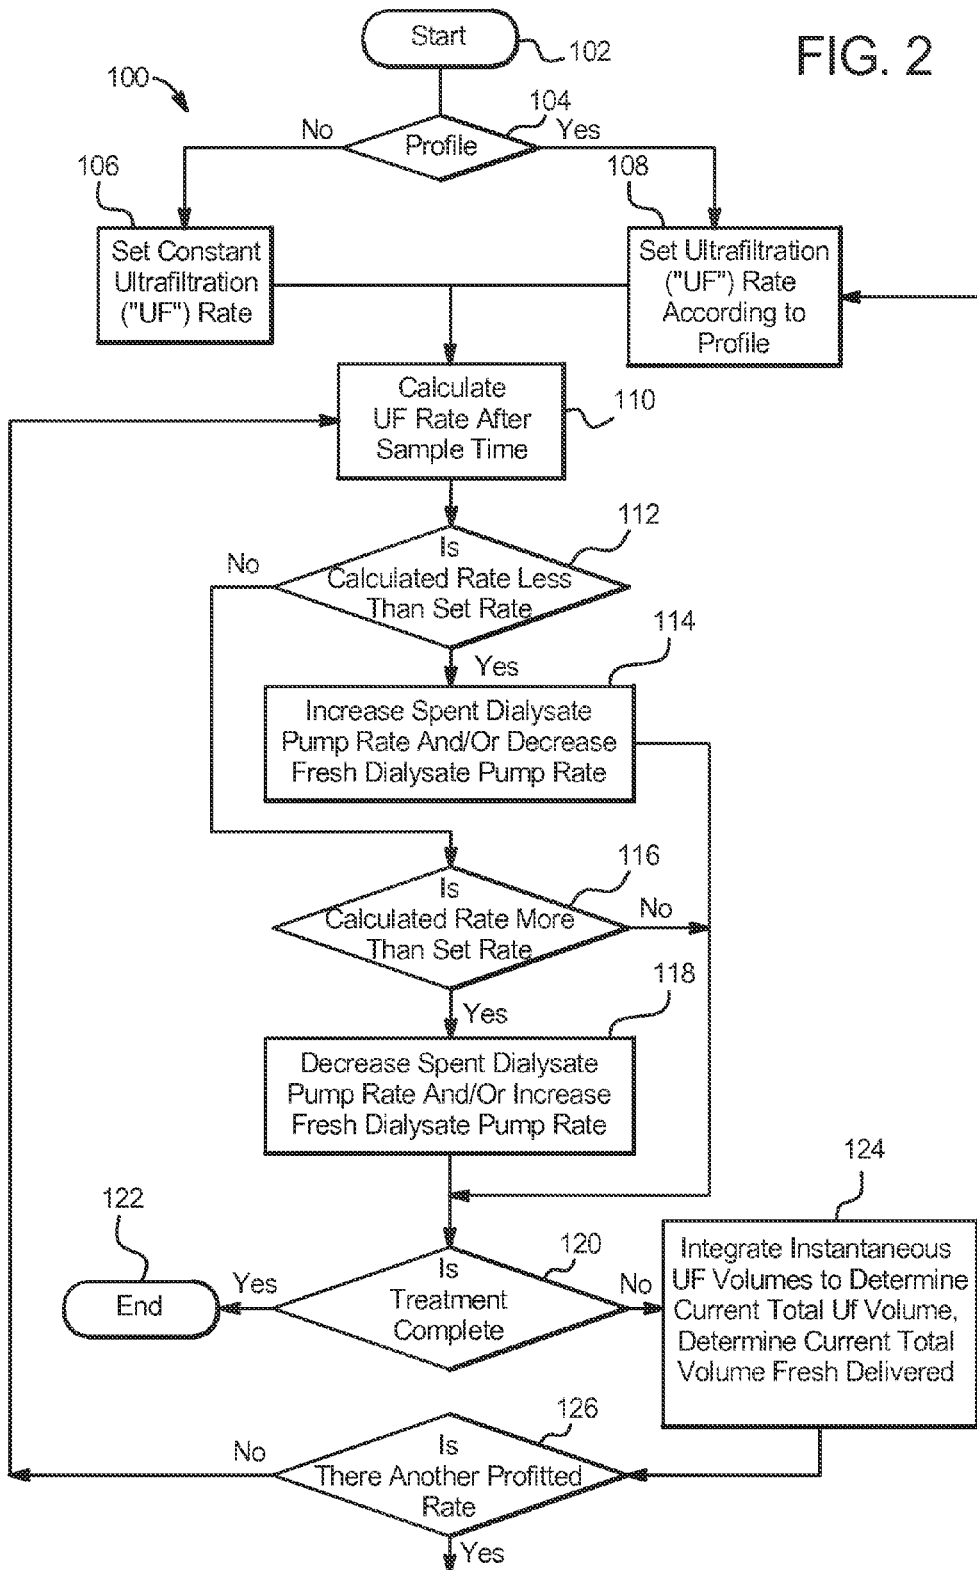 Start
102
FIG. 2
100
104
No
Profile
Yes
106
108
Set Constant
Ultrafiltration
("UF") Rate
Set Ultrafiltration
("UF") Rate
According to
Profile
Calculate
UF Rate After
Sample Time
110
112
No
Is
Calculated Rate Less
Than Set Rate
114
Yes
Increase Spent Dialysate
Pump Rate And/Or Decrease
Fresh Dialysate Pump Rate
116
Is
Calculated Rate More
Than Set Rate
No
118
Yes
Decrease Spent Dialysate
Pump Rate And/Or Increase
Fresh Dialysate Pump Rate
124
122
120
End
Yes
Is
Treatment
Complete
No
Integrate Instantaneous
UF Volumes to Determine
Current Total Uf Volume,
Determine Current Total
Volume Fresh Delivered
126
No
Is
There Another Profitted
Rate
Yes